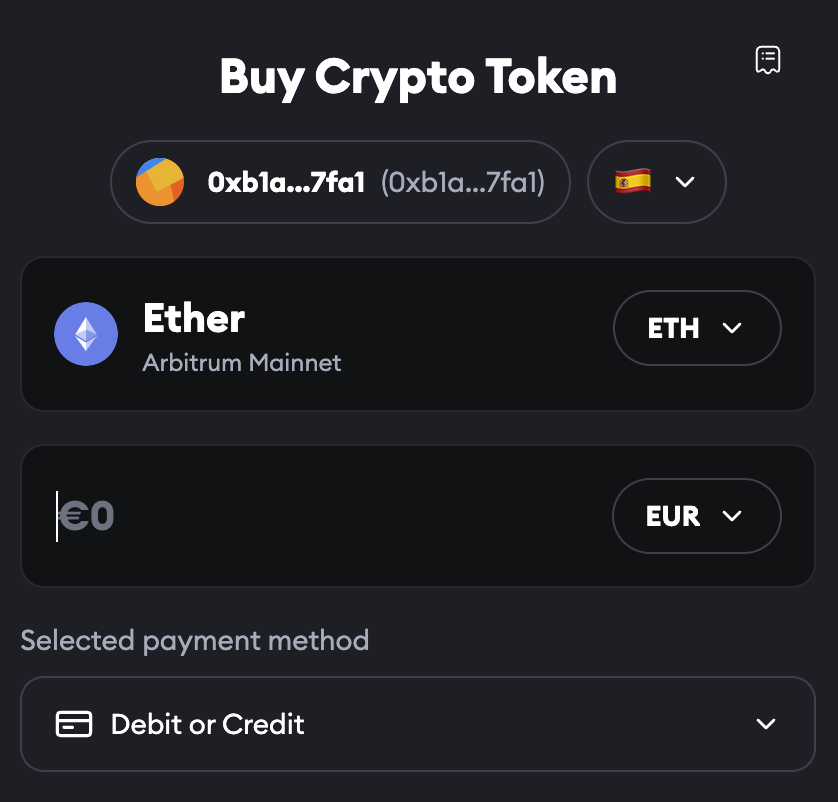 Buy Crypto Token
0xb1a...7fa1 (0xb1a...7fa1)
Ether
Arbitrum Mainnet
ETH
€0
EUR
Selected payment method
Debit or Credit